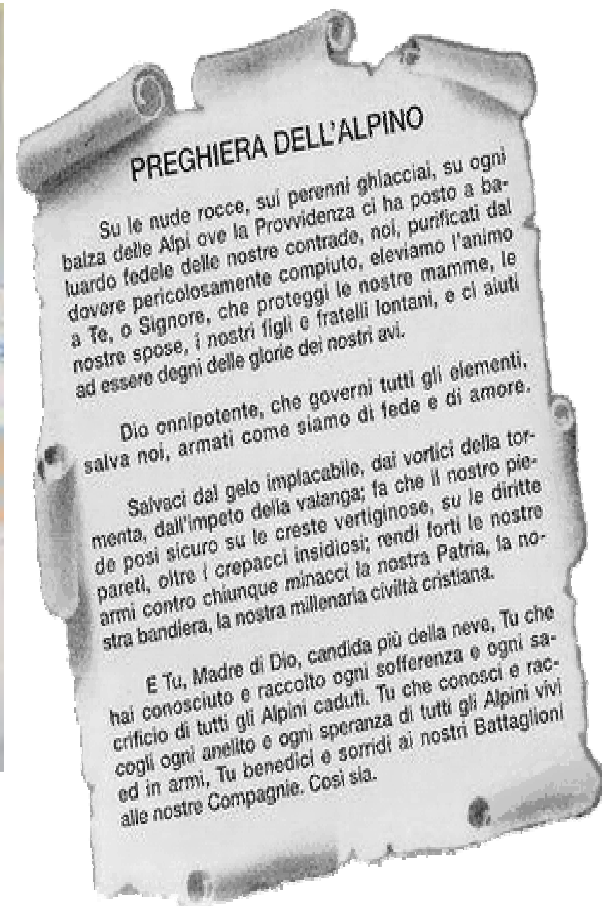 PREGHIERA DELL'ALPINO
Su le nude rocce, sui perenni ghiacciai, su ogni
balza delle Alpi ove la Provvidenza ci ha posto a ba-
luardo fedele delle nostre contrade, noi, purificati dal
dovere pericolosamente compiuto, eleviamo l'animo
a Te, o Signore, che proteggi le nostre mamme, le
nostre spose, i nostri figli e fratelli lontani, e ci aiuti
ad essere degni delle glorie dei nostri avi.
Dio onnipotente, che governi tutti gli elementi,
salva noi, armati come siamo di fede e di amore.
Salvaci dal gelo implacabile, dai vortici della tor-
menta, dall'impeto della valanga; fa che il nostro pie-
de posi sicuro su le creste vertiginose, su le diritte
pareti, oltre i crepacci insidiosi; rendi forti le nostre
armi contro chiunque minacci la nostra Patria, la no-
stra bandiera, la nostra millenaria civiltà cristiana.
E Tu, Madre di Dio, candida più della neve, Tu che
hai conosciuto e raccolto ogni sofferenza e ogni sa-
crificio di tutti gli Alpini caduti. Tu che conosci e rac-
cogli ogni anelito e ogni speranza di tutti gli Alpini vivi
ed in armi, Tu benedici e sorridi ai nostri Battaglioni
alle nostre Compagnie. Così sia.